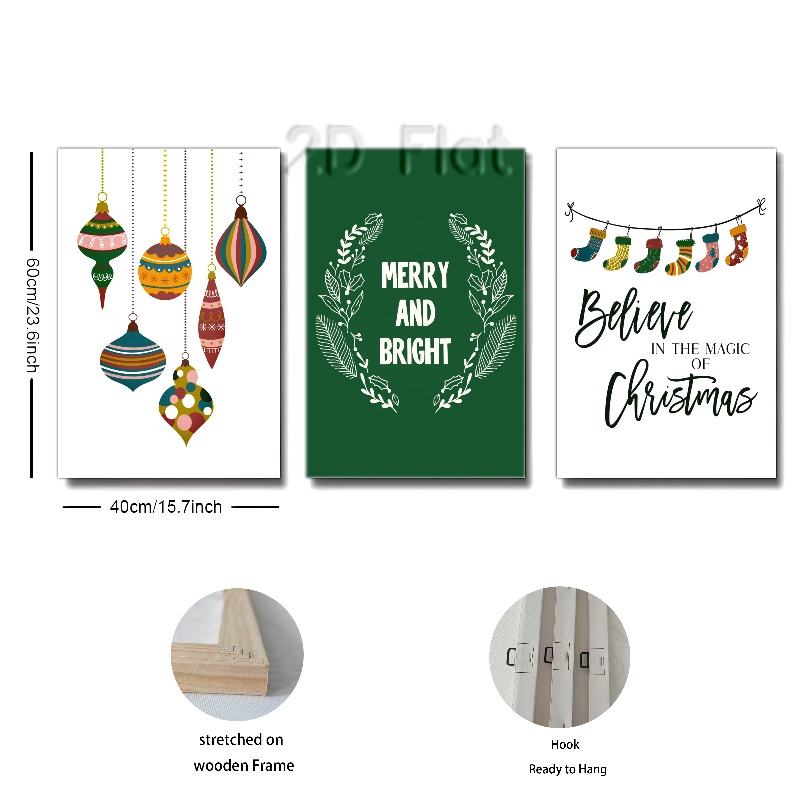 2D Flat
60cm/23.6inch
MERRY
AND
BRIGHT
Believe
IN THE MAGIC
OF
Christmas
40cm/15.7inch
stretched on
wooden Frame
Hook
Ready to Hang